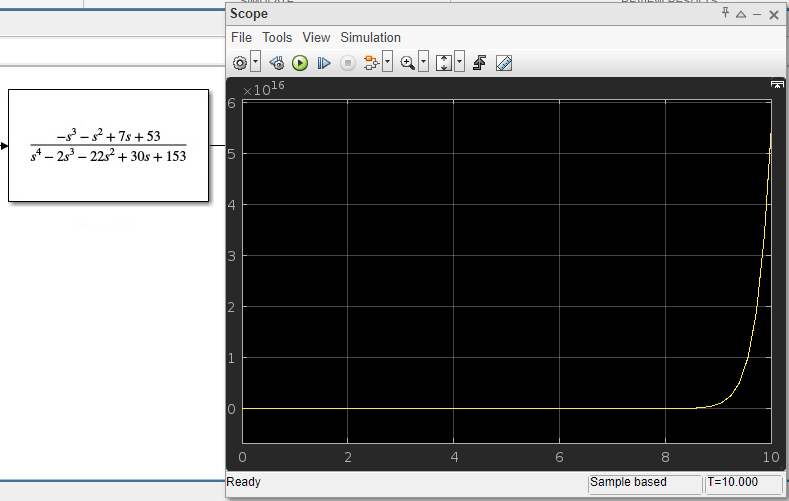 Scope
File Tools View Simulation
×10¹⁶
6
5
4
3
2
1
0
0 2 4 6 8 10
−s³ − s² + 7s + 53
s⁴ − 2s³ − 22s² + 30s + 153
Ready
Sample based
T=10.000